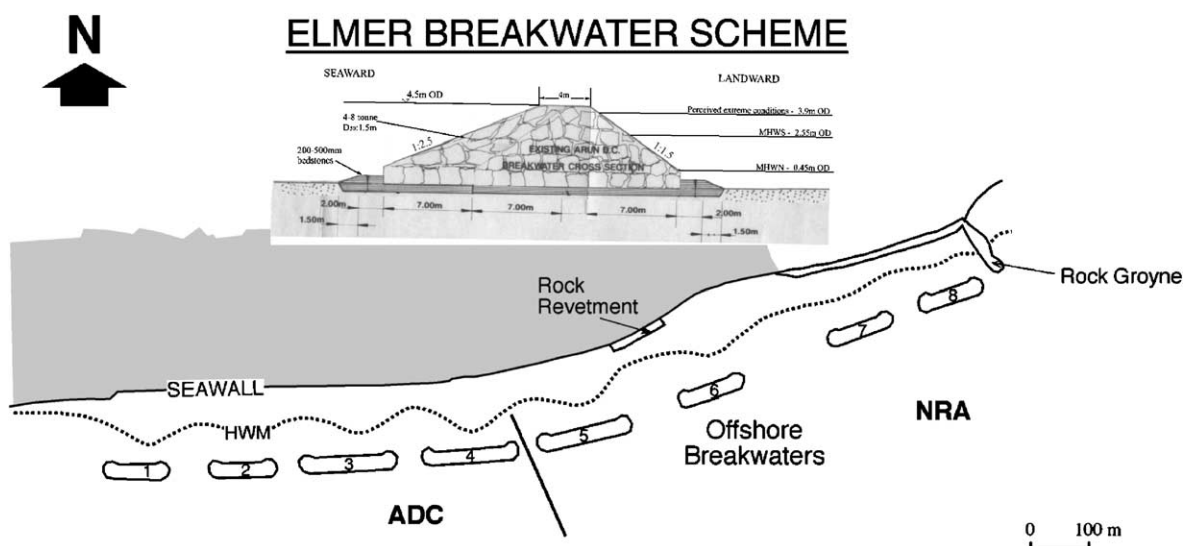 N
ELMER BREAKWATER SCHEME
SEAWARD
LANDWARD
4.5m OD
4m
Perceived extreme conditions - 3.9m OD
4-8 tonne
D50:1.5m
MHWS - 2.55m OD
1:2.5
1:1.5
EXISTING ARUN D.C.
BREAKWATER CROSS SECTION
200-500mm
bedstones
MHWN - 0.45m OD
2.00m
7.00m
7.00m
7.00m
2.00m
1.50m
1.50m
Rock
Revetment
Rock Groyne
8
7
SEAWALL
6
NRA
HWM
5
Offshore
Breakwaters
1
2
3
4
ADC
0 100 m